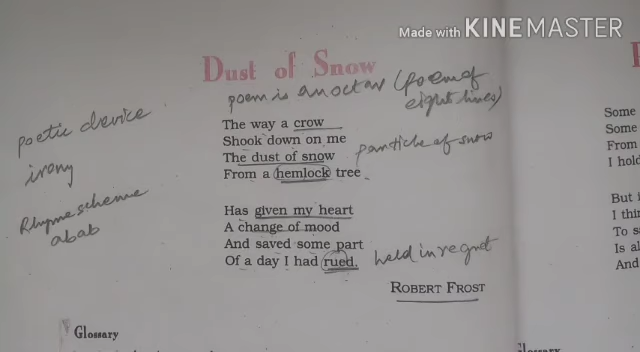 Made with KINEMASTER
Dust of Snow
poem is an octav (poem of
eight lines)
The way a crow
Shook down on me
The dust of snow
From a hemlock tree.
particle of snow
Has given my heart
A change of mood
And saved some part
Of a day I had rued.
held in regret
ROBERT FROST
Glossary
poetic device
irony
Rhyme scheme
abab
Some
Some
From
I hold
But i
I thin
To sa
Is al
And
Glossary